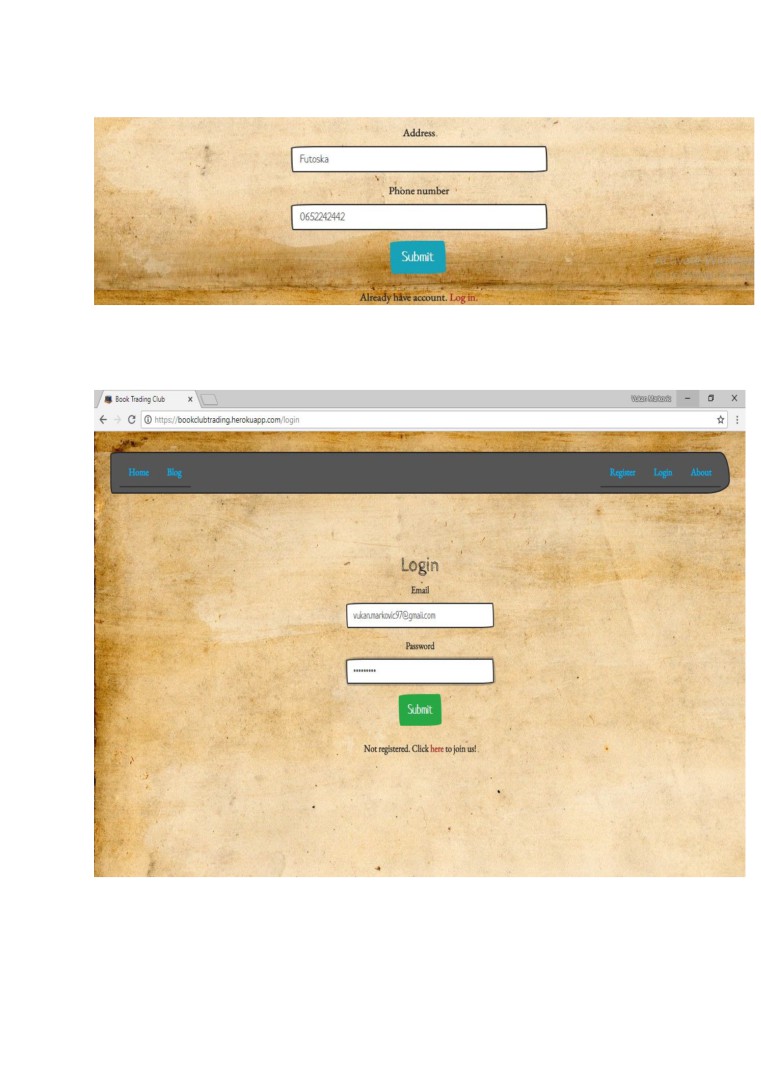 Address
Futoska
Phone number
0652242442
Submit
Already have account. Log in.
Book Trading Club
Vukan Markovic
https://bookclubtrading.herokuapp.com/login
Home Blog Register Login About
Login
Email
vukan.markovic97@gmail.com
Password
•••••••••
Submit
Not registered. Click here to join us!